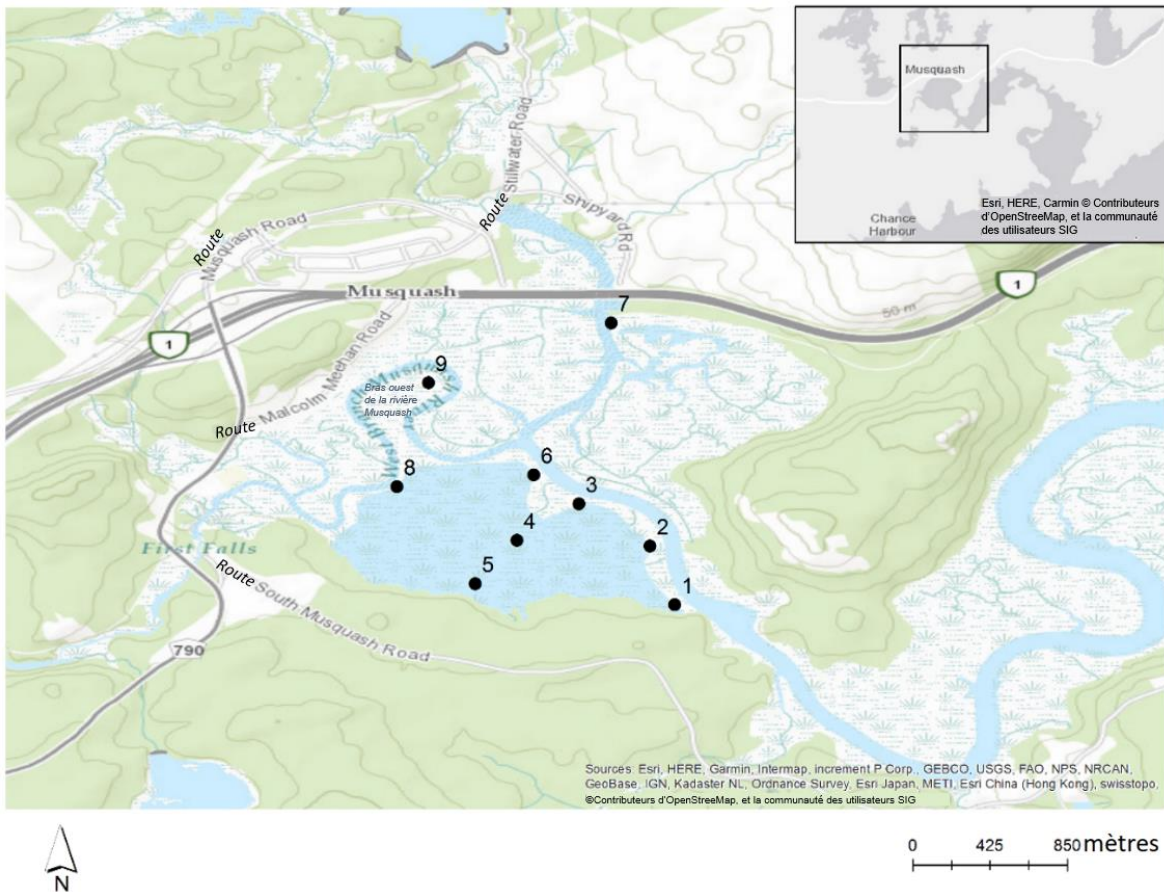 Musquash
Esri, HERE, Carmin © Contributeurs
d'OpenStreeMap, et la communauté
des utilisateurs SIG
Chance
Harbour
Route Stillwater Road
Shipyard Rd
Route
Musquash Road
Musquash
1
1
50 m
7
Route Malcolm Meehan Road
9
West Branch Musquash River
Bras ouest
de la rivière
Musquash
8
6
3
4
2
5
1
First Falls
Route South Musquash Road
790
Sources: Esri, HERE, Garmin, Intermap, increment P Corp., GEBCO, USGS, FAO, NPS, NRCAN,
GeoBase, IGN, Kadaster NL, Ordnance Survey, Esri Japan, METI, Esri China (Hong Kong), swisstopo,
©Contributeurs d'OpenStreeMap, et la communauté des utilisateurs SIG
N
0 425 850 mètres